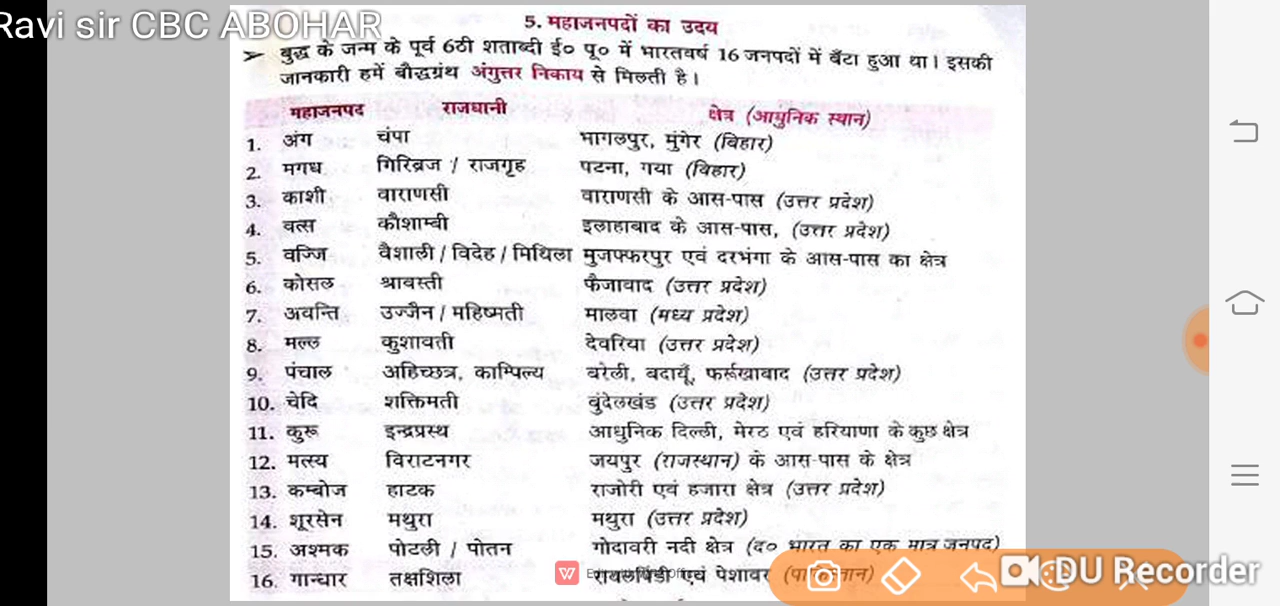 Ravi sir CBC ABOHAR
5. महाजनपदों का उदय
➤ बुद्ध के जन्म के पूर्व 6ठी शताब्दी ई० पू० में भारतवर्ष 16 जनपदों में बँटा हुआ था। इसकी
जानकारी हमें बौद्धग्रंथ अंगुत्तर निकाय से मिलती है।
महाजनपद राजधानी क्षेत्र (आधुनिक स्थान)
1. अंग चंपा भागलपुर, मुंगेर (बिहार)
2. मगध गिरिब्रज / राजगृह पटना, गया (बिहार)
3. काशी वाराणसी वाराणसी के आस-पास (उत्तर प्रदेश)
4. वत्स कौशाम्बी इलाहाबाद के आस-पास, (उत्तर प्रदेश)
5. वज्जि वैशाली / विदेह / मिथिला मुजफ्फरपुर एवं दरभंगा के आस-पास का क्षेत्र
6. कोसल श्रावस्ती फैजाबाद (उत्तर प्रदेश)
7. अवन्ति उज्जैन / महिष्मती मालवा (मध्य प्रदेश)
8. मल्ल कुशावती देवरिया (उत्तर प्रदेश)
9. पंचाल अहिच्छत्र, काम्पिल्य बरेली, बदायूँ, फर्रूखाबाद (उत्तर प्रदेश)
10. चेदि शक्तिमती बुंदेलखंड (उत्तर प्रदेश)
11. कुरू इन्द्रप्रस्थ आधुनिक दिल्ली, मेरठ एवं हरियाणा के कुछ क्षेत्र
12. मत्स्य विराटनगर जयपुर (राजस्थान) के आस-पास के क्षेत्र
13. कम्बोज हाटक राजोरी एवं हजारा क्षेत्र (उत्तर प्रदेश)
14. शूरसेन मथुरा मथुरा (उत्तर प्रदेश)
15. अश्मक पोटली / पोतन गोदावरी नदी क्षेत्र (द० भारत का एक मात्र जनपद)
16. गान्धार तक्षशिला रावलपिंडी एवं पेशावर (पाकिस्तान)
DU Recorder